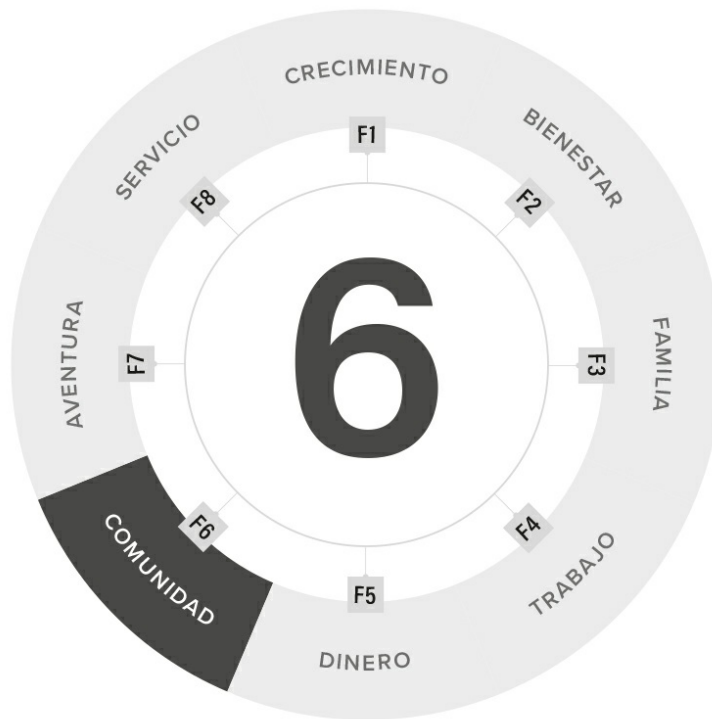 CRECIMIENTO
F1
BIENESTAR
F2
FAMILIA
F3
TRABAJO
F4
DINERO
F5
COMUNIDAD
F6
AVENTURA
F7
SERVICIO
F8
6